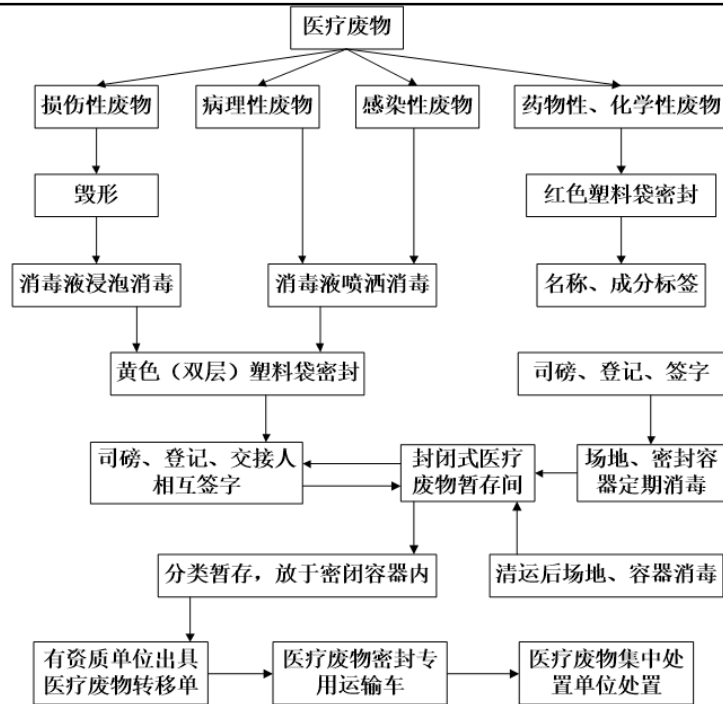 医疗废物
损伤性废物
病理性废物
感染性废物
药物性、化学性废物
毁形
红色塑料袋密封
消毒液浸泡消毒
消毒液喷洒消毒
名称、成分标签
黄色（双层）塑料袋密封
司磅、登记、签字
司磅、登记、交接人
相互签字
封闭式医疗
废物暂存间
场地、密封容
器定期消毒
分类暂存，放于密闭容器内
清运后场地、容器消毒
有资质单位出具
医疗废物转移单
医疗废物密封专
用运输车
医疗废物集中处
置单位处置